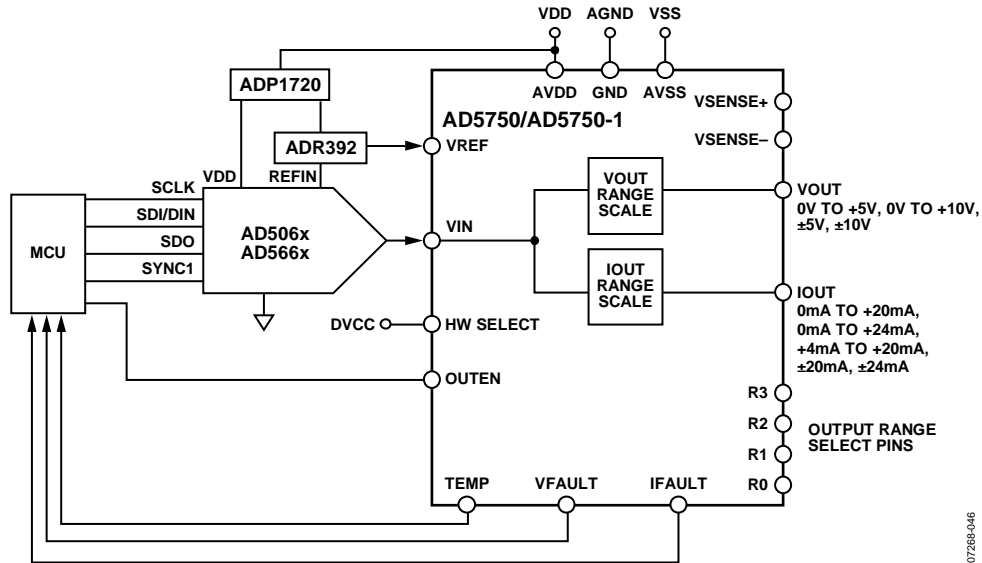 VDD AGND VSS
ADP1720
AVDD GND AVSS
VSENSE+
AD5750/AD5750-1
VSENSE–
ADR392
VREF
VDD REFIN
SCLK
SDI/DIN
SDO
SYNC1
MCU
AD506x
AD566x
VIN
VOUT
RANGE
SCALE
VOUT
0V TO +5V, 0V TO +10V,
±5V, ±10V
IOUT
RANGE
SCALE
IOUT
0mA TO +20mA,
0mA TO +24mA,
+4mA TO +20mA,
±20mA, ±24mA
DVCC
HW SELECT
OUTEN
R3
R2
R1
R0
OUTPUT RANGE
SELECT PINS
TEMP VFAULT IFAULT
07268-046